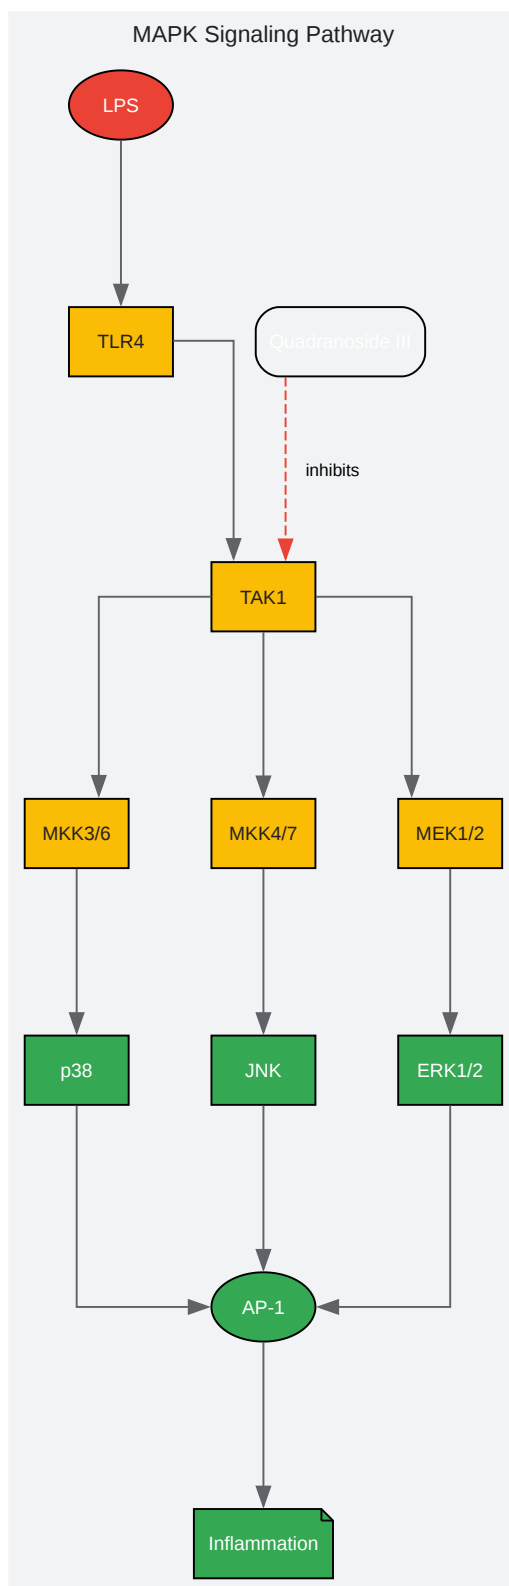 MAPK Signaling Pathway
LPS
TLR4
Quadranoside III
inhibits
TAK1
MKK3/6
MKK4/7
MEK1/2
p38
JNK
ERK1/2
AP-1
Inflammation